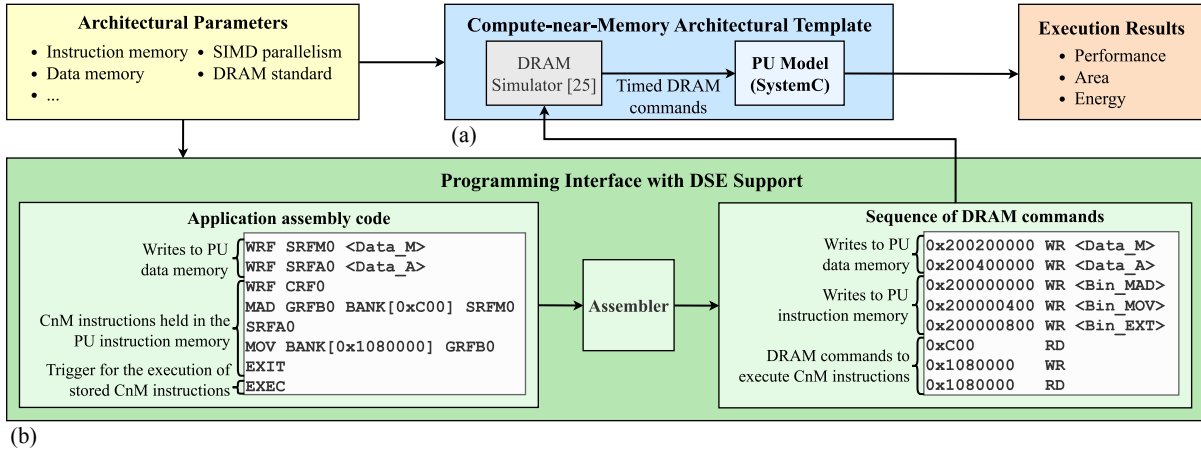 Architectural Parameters
• Instruction memory
• SIMD parallelism
• Data memory
• DRAM standard
• ...
Compute-near-Memory Architectural Template
DRAM
Simulator [25]
Timed DRAM
commands
PU Model
(SystemC)
Execution Results
• Performance
• Area
• Energy
(a)
Programming Interface with DSE Support
Application assembly code
Writes to PU
data memory
CnM instructions held in the
PU instruction memory
Trigger for the execution of
stored CnM instructions
WRF SRFM0 <Data_M>
WRF SRFA0 <Data_A>
WRF CRF0
MAD GRFB0 BANK[0xC00] SRFM0
SRFA0
MOV BANK[0x1080000] GRFB0
EXIT
EXEC
Assembler
Sequence of DRAM commands
Writes to PU
data memory
Writes to PU
instruction memory
DRAM commands to
execute CnM instructions
0x200200000 WR <Data_M>
0x200400000 WR <Data_A>
0x200000000 WR <Bin_MAD>
0x200000400 WR <Bin_MOV>
0x200000800 WR <Bin_EXT>
0xC00 RD
0x1080000 WR
0x1080000 RD
(b)